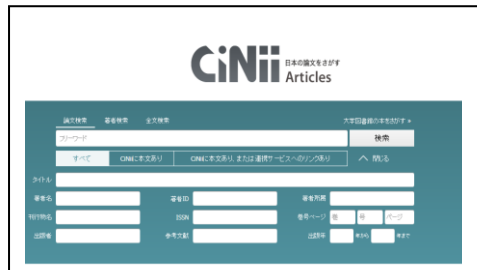 CiNii 日本の論文をさがす
Articles
論文検索 著者検索 全文検索 大学図書館の本をさがす
フリーワード 検索
すべて CiNiiに本文あり CiNiiに本文あり、または連携サービスへのリンクあり 閉じる
タイトル
著者名 著者ID 著者所属
刊行物名 ISSN 巻号ページ 巻 号 ページ
出版者 参考文献 出版年 年から 年まで